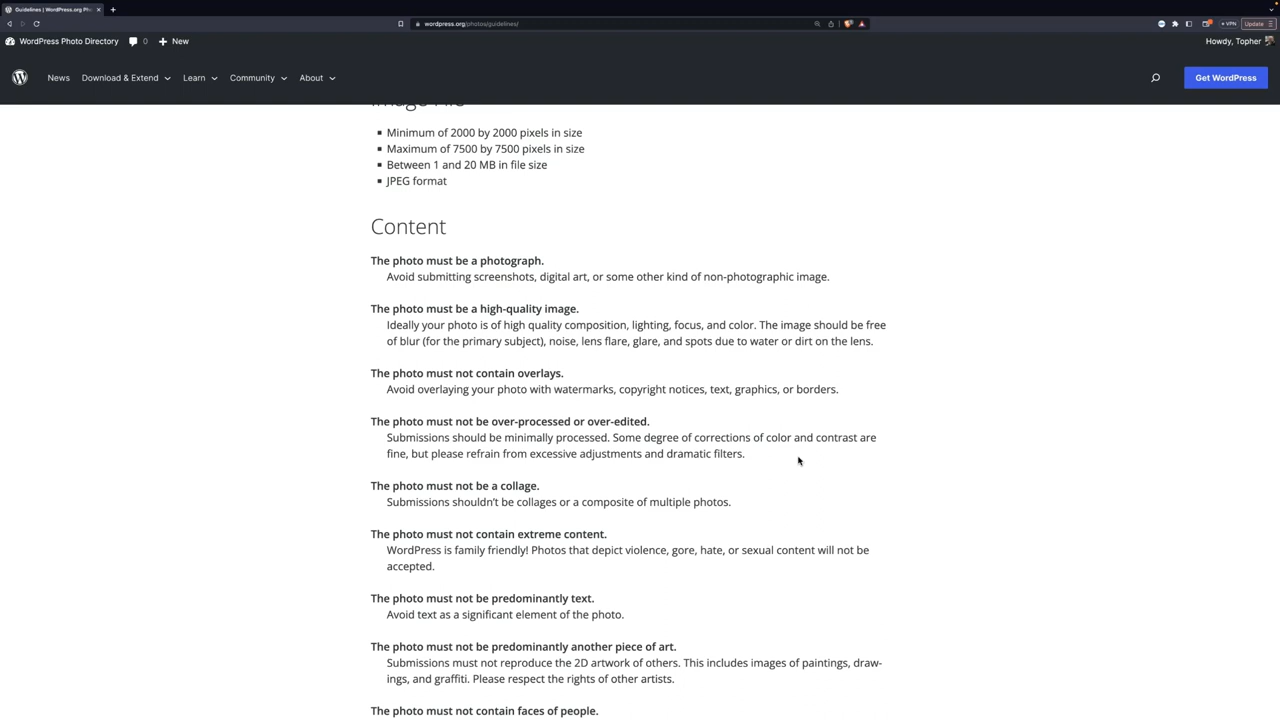 Guidelines | WordPress.org Ph
wordpress.org/photos/guidelines/
VPN
Update
WordPress Photo Directory
0
New
Howdy, Topher
News
Download & Extend
Learn
Community
About
Get WordPress
Image File
Minimum of 2000 by 2000 pixels in size
Maximum of 7500 by 7500 pixels in size
Between 1 and 20 MB in file size
JPEG format
Content
The photo must be a photograph.
Avoid submitting screenshots, digital art, or some other kind of non-photographic image.
The photo must be a high-quality image.
Ideally your photo is of high quality composition, lighting, focus, and color. The image should be free
of blur (for the primary subject), noise, lens flare, glare, and spots due to water or dirt on the lens.
The photo must not contain overlays.
Avoid overlaying your photo with watermarks, copyright notices, text, graphics, or borders.
The photo must not be over-processed or over-edited.
Submissions should be minimally processed. Some degree of corrections of color and contrast are
fine, but please refrain from excessive adjustments and dramatic filters.
The photo must not be a collage.
Submissions shouldn’t be collages or a composite of multiple photos.
The photo must not contain extreme content.
WordPress is family friendly! Photos that depict violence, gore, hate, or sexual content will not be
accepted.
The photo must not be predominantly text.
Avoid text as a significant element of the photo.
The photo must not be predominantly another piece of art.
Submissions must not reproduce the 2D artwork of others. This includes images of paintings, draw-
ings, and graffiti. Please respect the rights of other artists.
The photo must not contain faces of people.